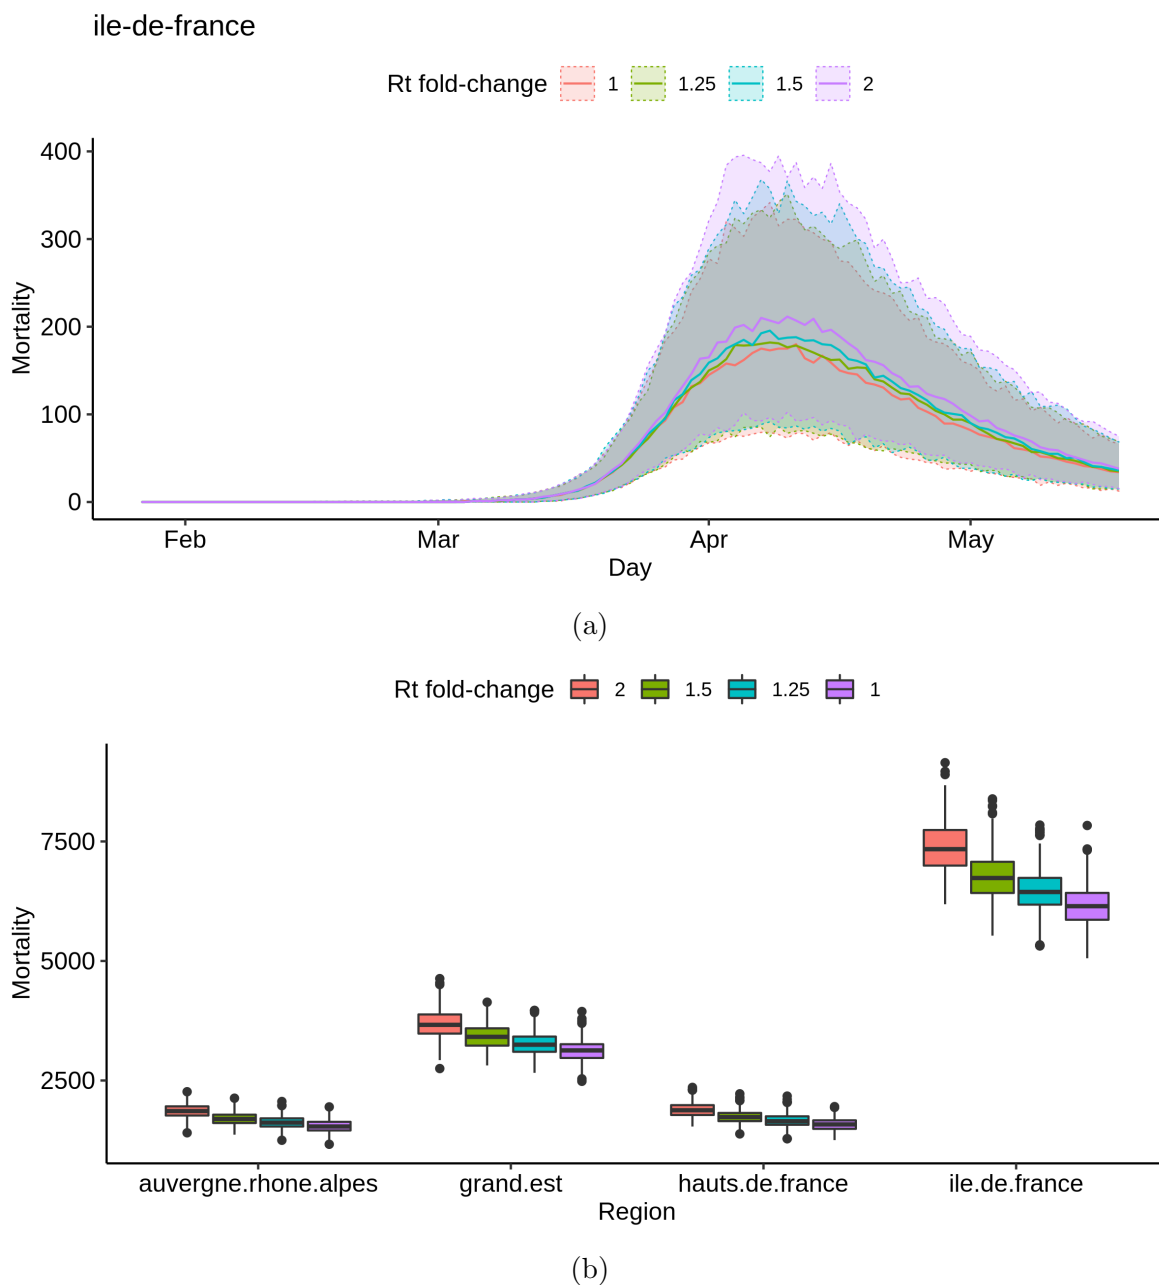 ile-de-france
Rt fold-change 1 1.25 1.5 2
Mortality
400
300
200
100
0
Feb Mar Apr May
Day
(a)
Rt fold-change 2 1.5 1.25 1
Mortality
7500
5000
2500
auvergne.rhone.alpes grand.est hauts.de.france ile.de.france
Region
(b)